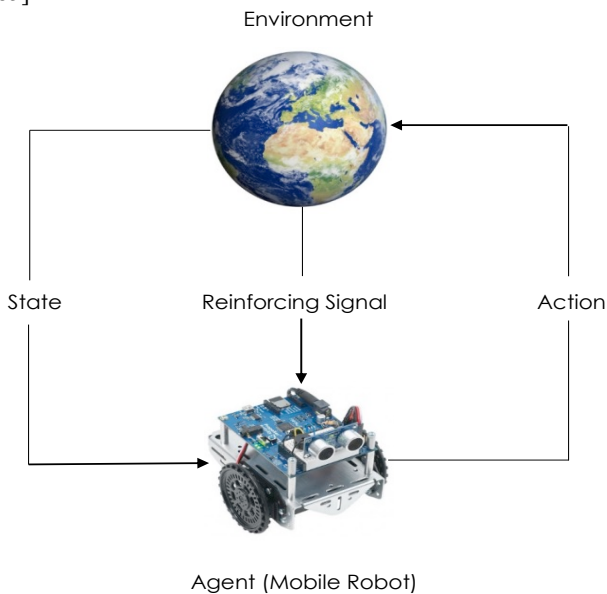 Environment
State
Reinforcing Signal
Action
Agent (Mobile Robot)